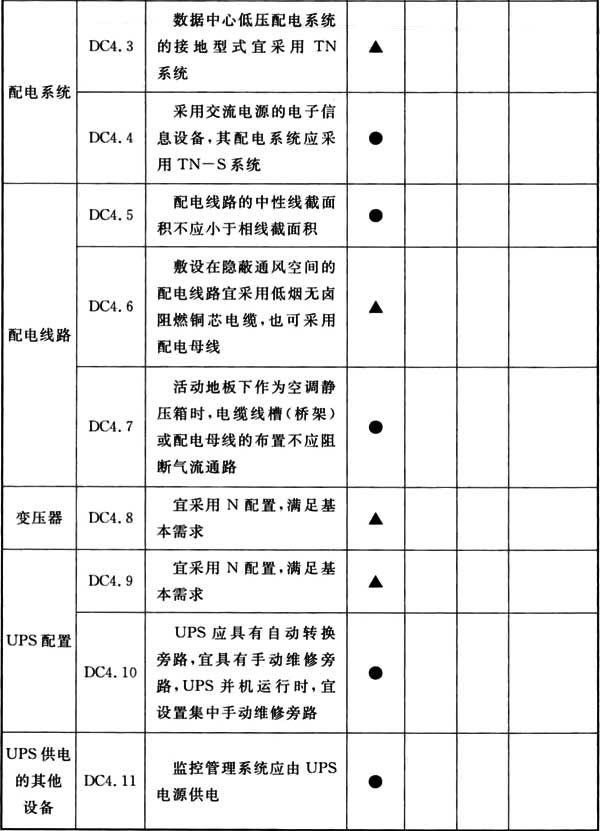 数据中心低压配电系统
DC4.3
的接地型式宜采用 TN
▲
系统
配电系统
采用交流电源的电子信
DC4.4
息设备,其配电系统应采
●
用 TN-S 系统
配电线路的中性线截面
DC4.5
积不应小于相线截面积
●
敷设在隐蔽通风空间的
配电线路宜采用低烟无卤
DC4.6
阻燃铜芯电缆,也可采用
▲
配电母线
配电线路
活动地板下作为空调静
压箱时,电缆线槽(桥架)
DC4.7
或配电母线的布置不应阻
●
断气流通路
变压器
DC4.8
宜采用 N 配置,满足基
本需求
▲
DC4.9
宜采用 N 配置,满足基
本需求
▲
UPS 配置
UPS 应具有自动转换
旁路,宜具有手动维修旁
DC4.10
路,UPS 并机运行时,宜
●
设置集中手动维修旁路
UPS 供电
的其他
设备
DC4.11
监控管理系统应由 UPS
电源供电
●